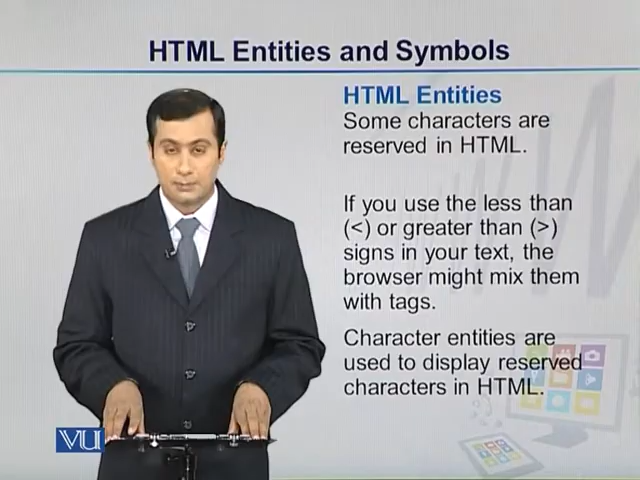 HTML Entities and Symbols
HTML Entities
Some characters are
reserved in HTML.
If you use the less than
(<) or greater than (>)
signs in your text, the
browser might mix them
with tags.
Character entities are
used to display reserved
characters in HTML.
VU